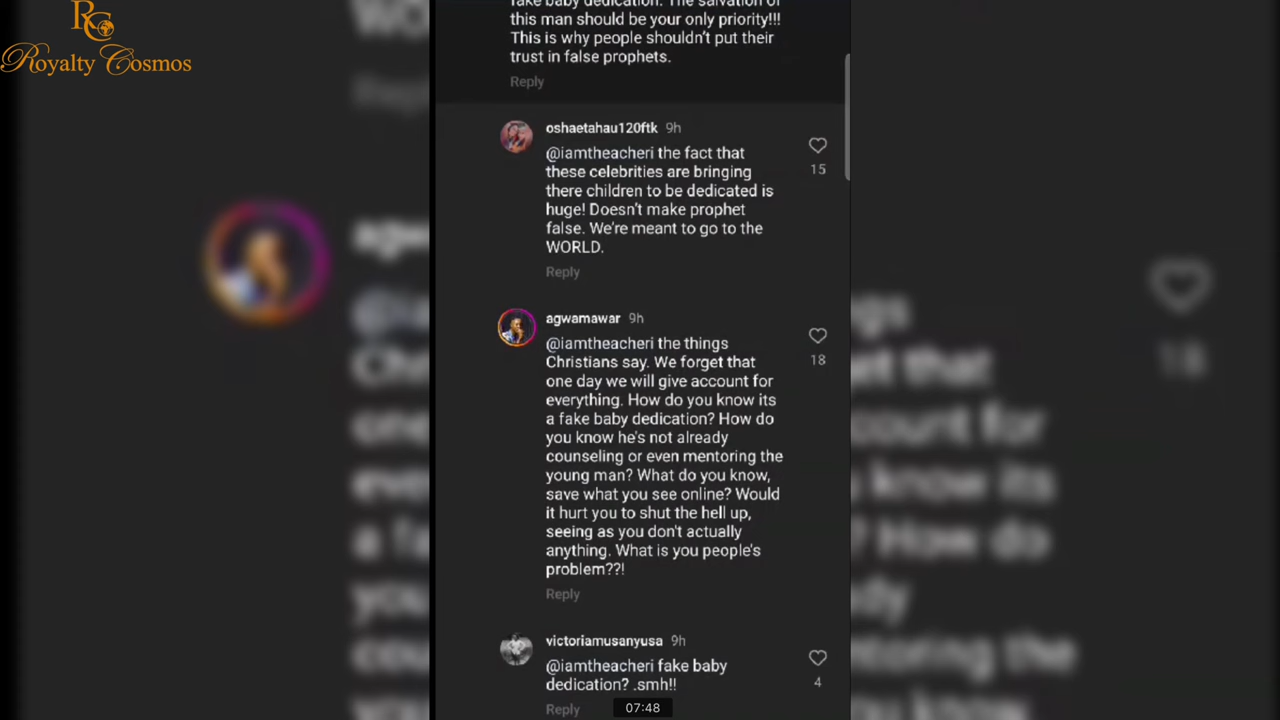 RC
Royalty Cosmos
fake baby dedication. The salvation of
this man should be your only priority!!!
This is why people shouldn't put their
trust in false prophets.
Reply
oshaetahau120ftk 9h
@iamtheacheri the fact that
these celebrities are bringing
there children to be dedicated is
huge! Doesn't make prophet
false. We're meant to go to the
WORLD.
15
Reply
agwamawar 9h
@iamtheacheri the things
Christians say. We forget that
one day we will give account for
everything. How do you know its
a fake baby dedication? How do
you know he's not already
counseling or even mentoring the
young man? What do you know,
save what you see online? Would
it hurt you to shut the hell up,
seeing as you don't actually
anything. What is you people's
problem??!
18
Reply
victoriamusanyusa 9h
@iamtheacheri fake baby
dedication? .smh!!
4
Reply
07:48